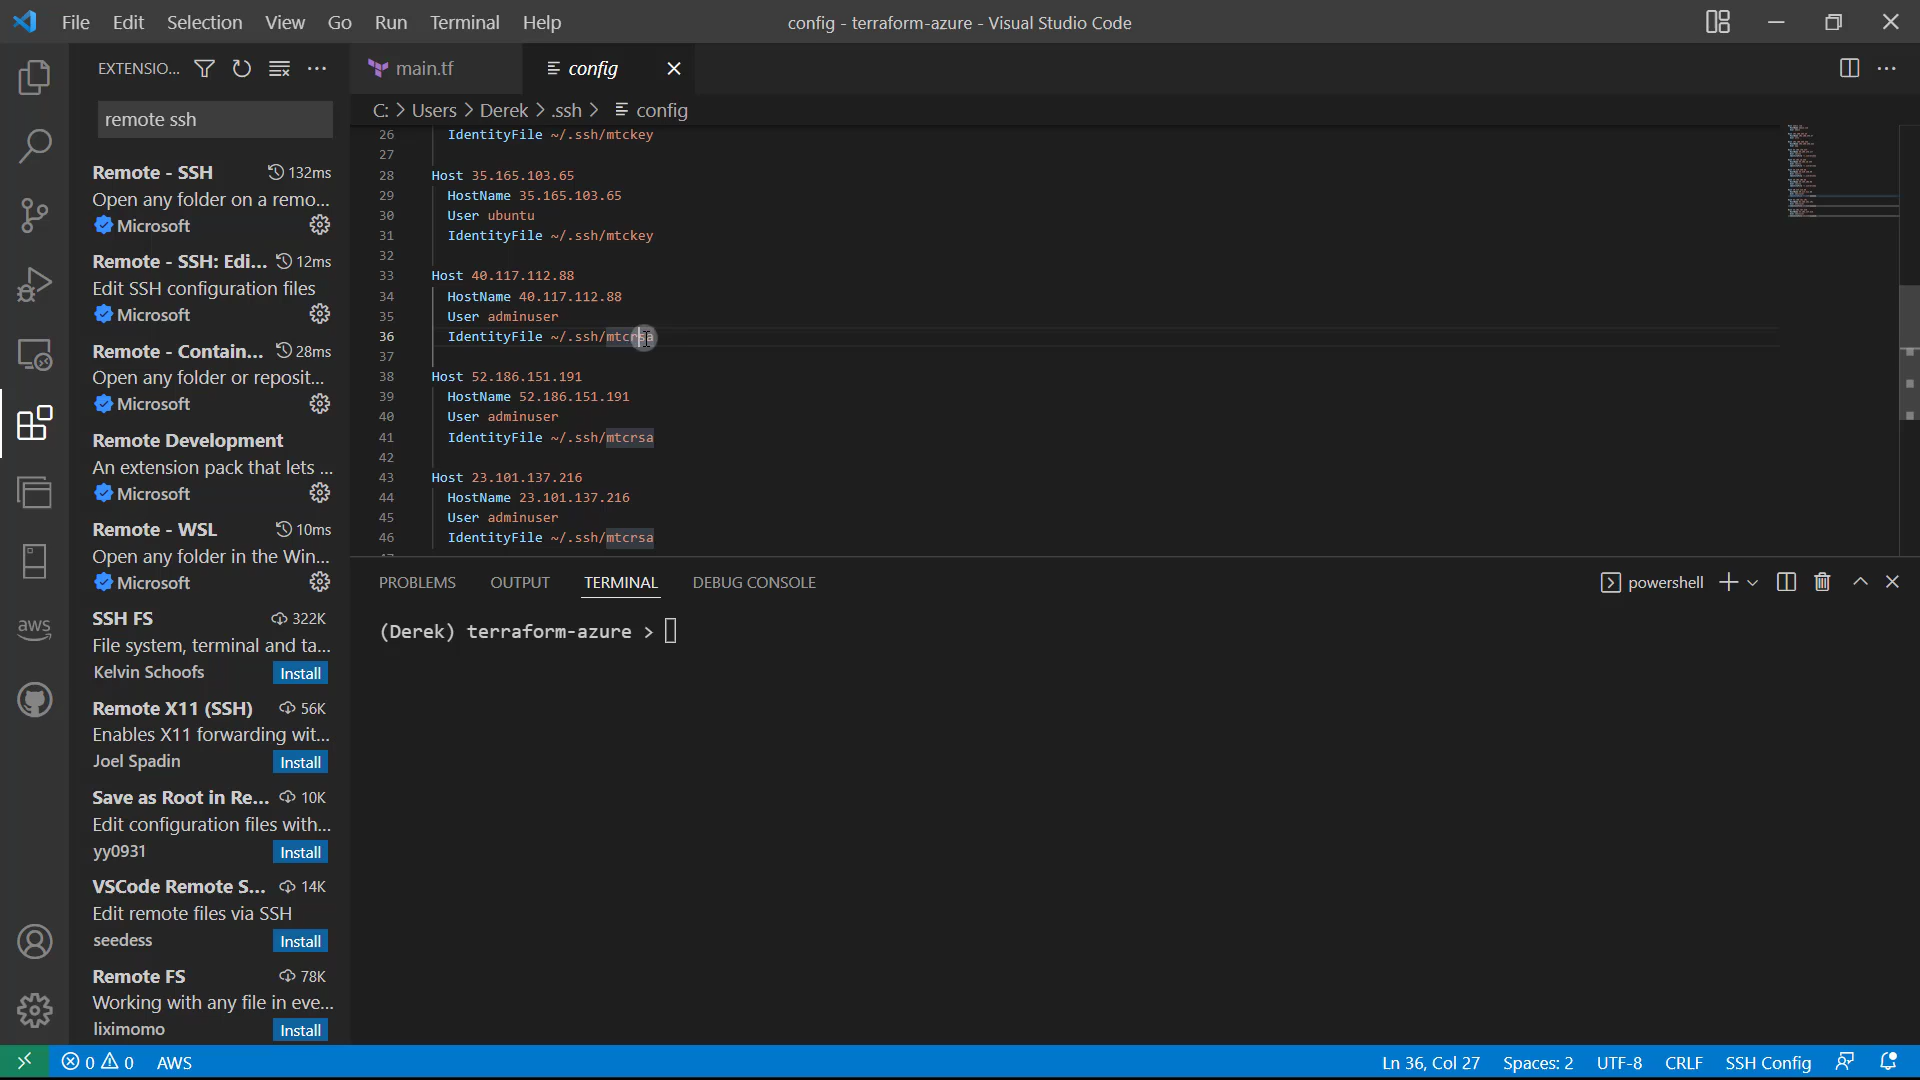 File Edit Selection View Go Run Terminal Help
config - terraform-azure - Visual Studio Code
EXTENSIO...
remote ssh
Remote - SSH 132ms
Open any folder on a remo...
Microsoft
Remote - SSH: Edi... 12ms
Edit SSH configuration files
Microsoft
Remote - Contain... 28ms
Open any folder or reposit...
Microsoft
Remote Development
An extension pack that lets ...
Microsoft
Remote - WSL 10ms
Open any folder in the Win...
Microsoft
SSH FS 322K
File system, terminal and ta...
Kelvin Schoofs Install
Remote X11 (SSH) 56K
Enables X11 forwarding wit...
Joel Spadin Install
Save as Root in Re... 10K
Edit configuration files with...
yy0931 Install
VSCode Remote S... 14K
Edit remote files via SSH
seedess Install
Remote FS 78K
Working with any file in eve...
liximomo Install
aws
main.tf config
C: > Users > Derek > .ssh > config
26 IdentityFile ~/.ssh/mtckey
27
28 Host 35.165.103.65
29 HostName 35.165.103.65
30 User ubuntu
31 IdentityFile ~/.ssh/mtckey
32
33 Host 40.117.112.88
34 HostName 40.117.112.88
35 User adminuser
36 IdentityFile ~/.ssh/mtcrsa
37
38 Host 52.186.151.191
39 HostName 52.186.151.191
40 User adminuser
41 IdentityFile ~/.ssh/mtcrsa
42
43 Host 23.101.137.216
44 HostName 23.101.137.216
45 User adminuser
46 IdentityFile ~/.ssh/mtcrsa
PROBLEMS OUTPUT TERMINAL DEBUG CONSOLE
powershell
(Derek) terraform-azure >
0 0 AWS
Ln 36, Col 27 Spaces: 2 UTF-8 CRLF SSH Config